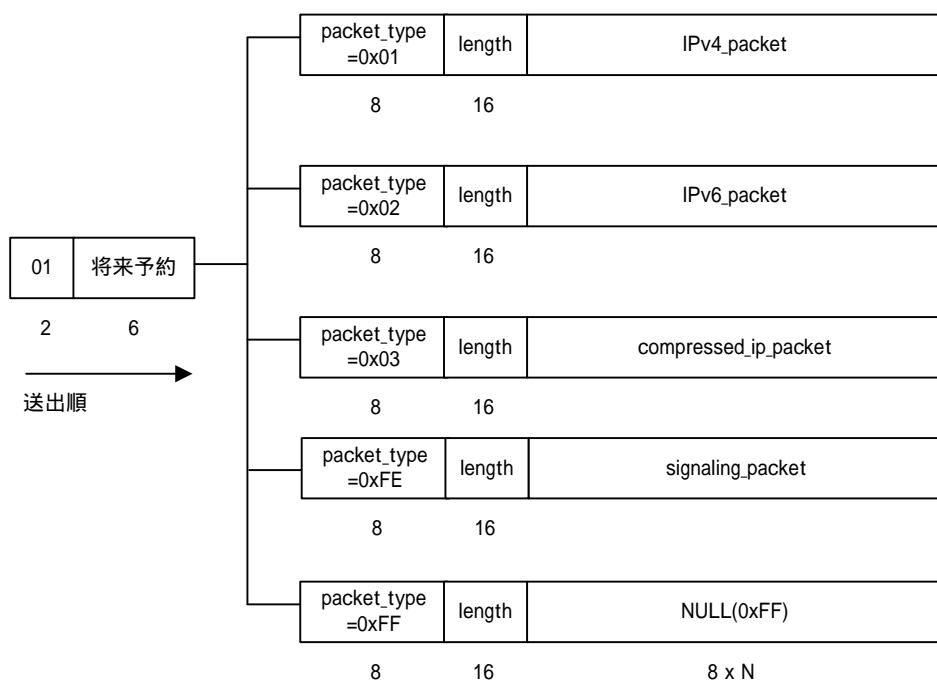 packet_type
=0x01
length
IPv4_packet
8
16
packet_type
=0x02
length
IPv6_packet
8
16
01
将来予約
2
6
送出順
packet_type
=0x03
length
compressed_ip_packet
8
16
packet_type
=0xFE
length
signaling_packet
8
16
packet_type
=0xFF
length
NULL(0xFF)
8
16
8 x N